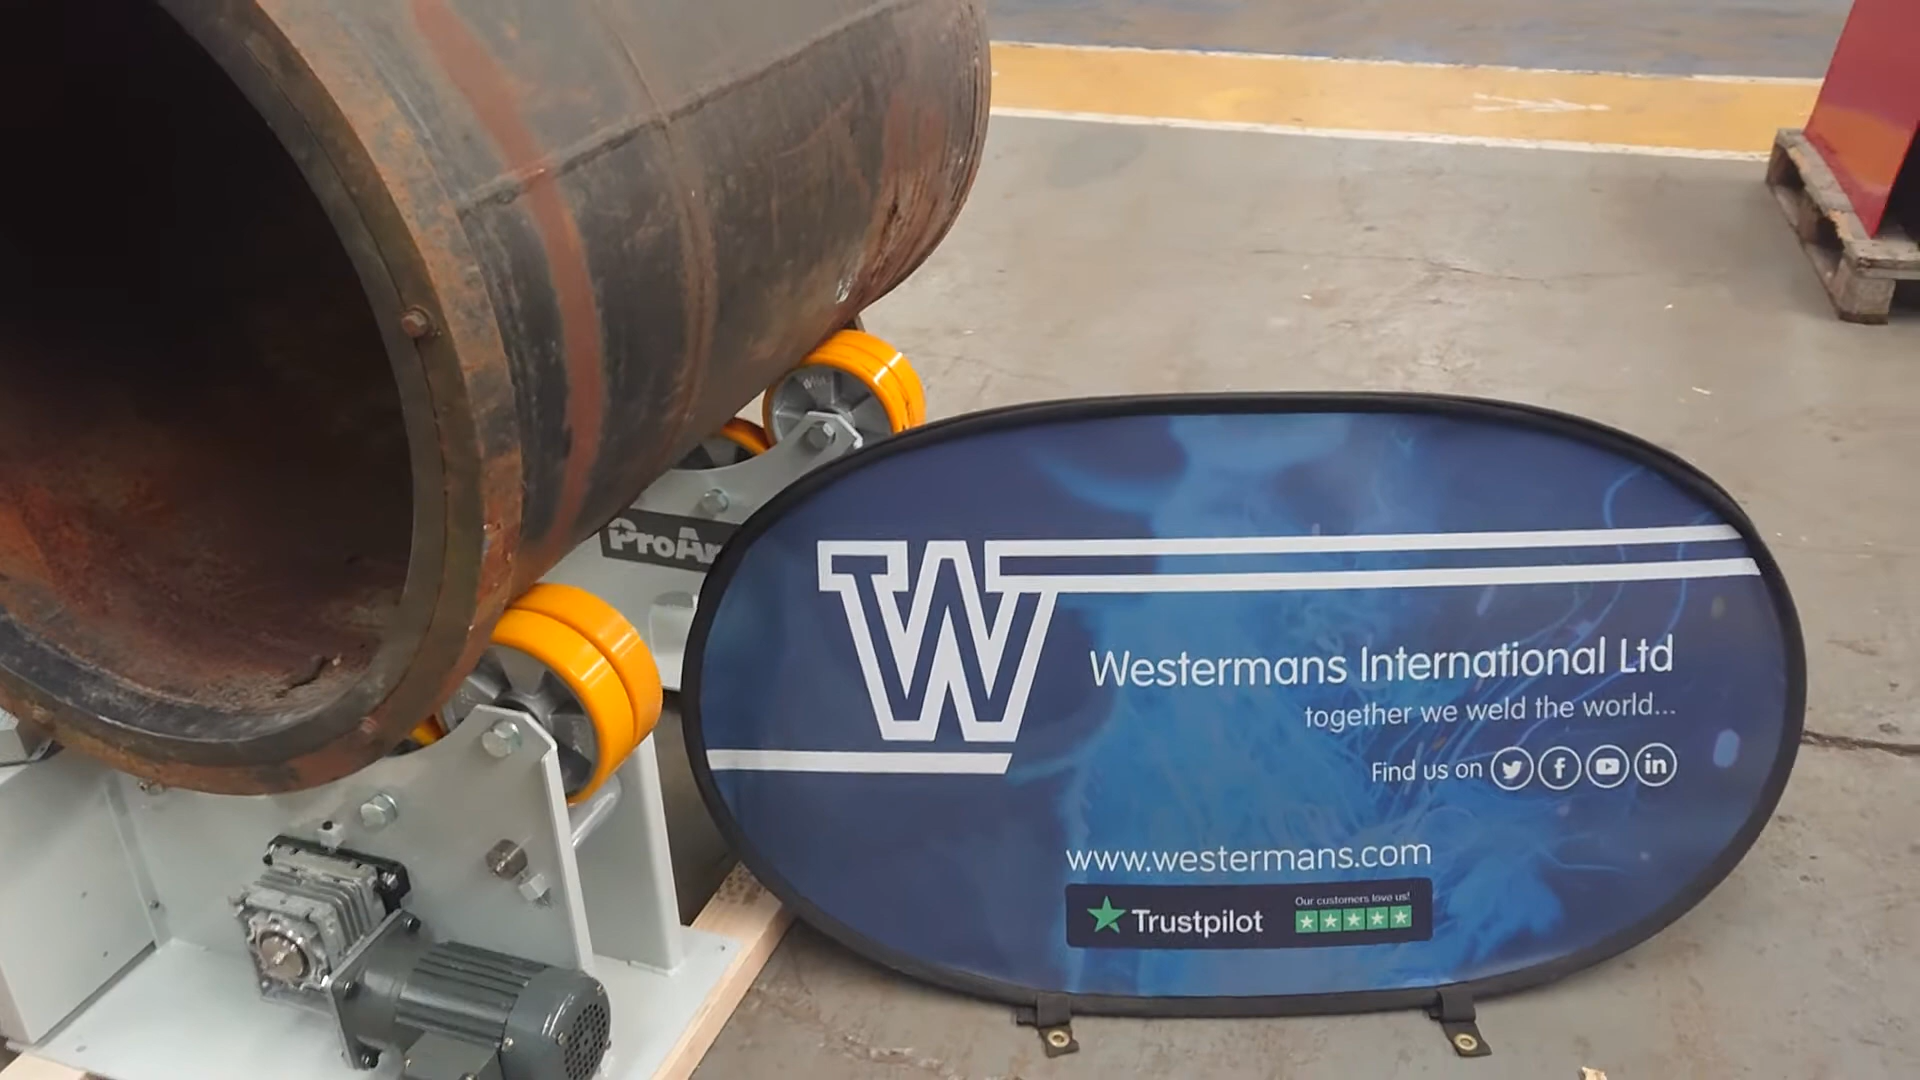 ProAr
W
Westermans International Ltd
together we weld the world...
Find us on
www.westermans.com
Trustpilot
Our customers love us!